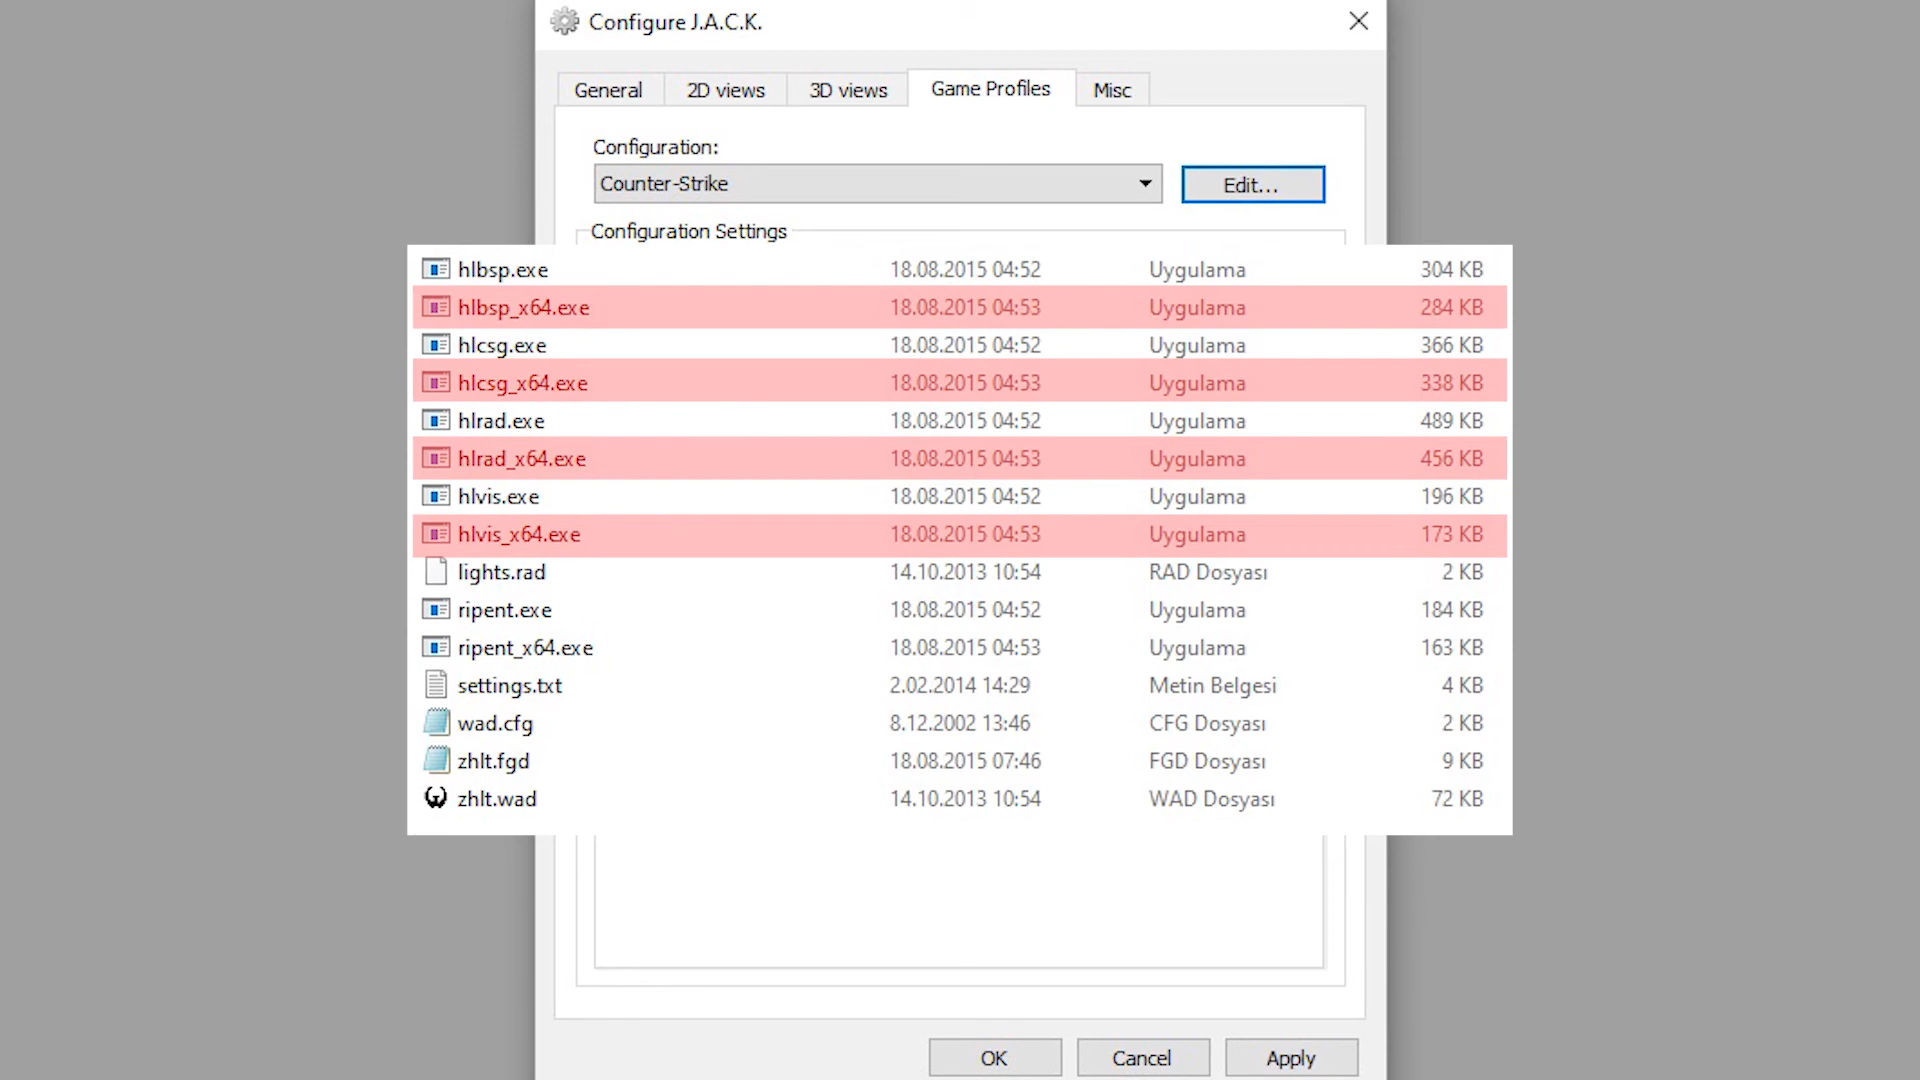 Configure J.A.C.K.
General 2D views 3D views Game Profiles Misc
Configuration:
Counter-Strike Edit...
Configuration Settings
hlbsp.exe 18.08.2015 04:52 Uygulama 304 KB
hlbsp_x64.exe 18.08.2015 04:53 Uygulama 284 KB
hlcsg.exe 18.08.2015 04:52 Uygulama 366 KB
hlcsg_x64.exe 18.08.2015 04:53 Uygulama 338 KB
hlrad.exe 18.08.2015 04:52 Uygulama 489 KB
hlrad_x64.exe 18.08.2015 04:53 Uygulama 456 KB
hlvis.exe 18.08.2015 04:52 Uygulama 196 KB
hlvis_x64.exe 18.08.2015 04:53 Uygulama 173 KB
lights.rad 14.10.2013 10:54 RAD Dosyası 2 KB
ripent.exe 18.08.2015 04:52 Uygulama 184 KB
ripent_x64.exe 18.08.2015 04:53 Uygulama 163 KB
settings.txt 2.02.2014 14:29 Metin Belgesi 4 KB
wad.cfg 8.12.2002 13:46 CFG Dosyası 2 KB
zhlt.fgd 18.08.2015 07:46 FGD Dosyası 9 KB
zhlt.wad 14.10.2013 10:54 WAD Dosyası 72 KB
OK Cancel Apply